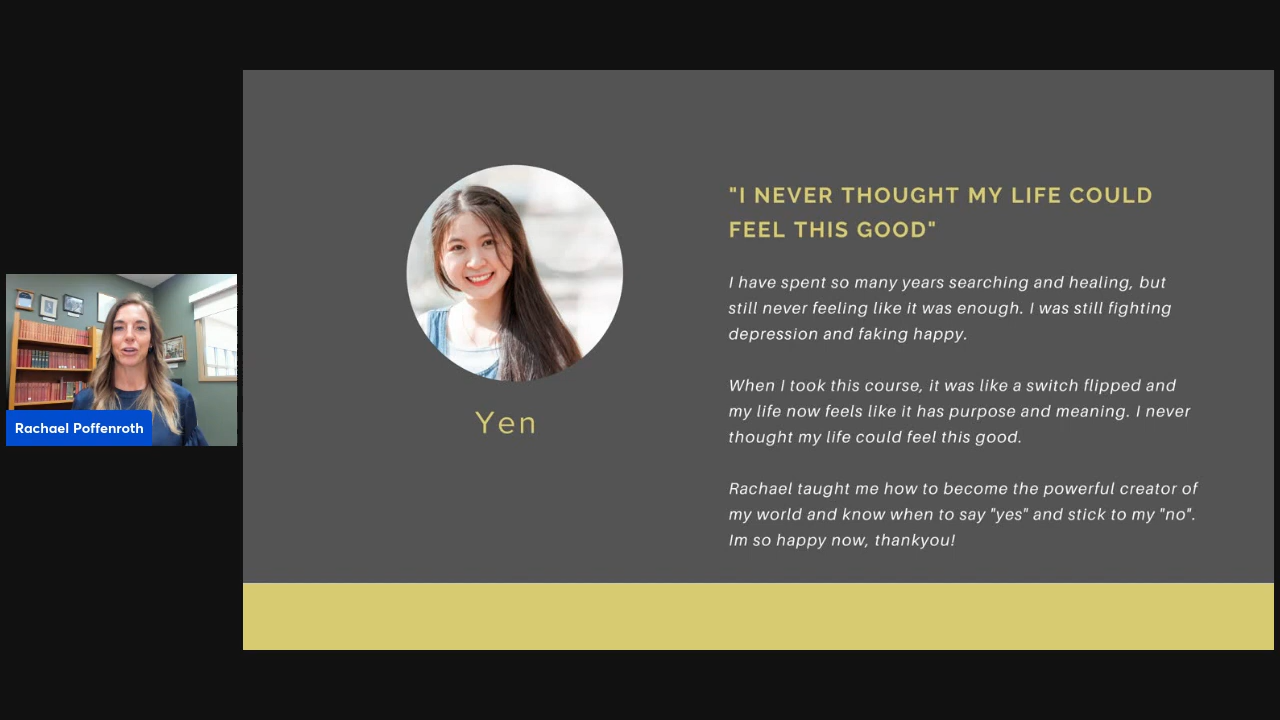 "I NEVER THOUGHT MY LIFE COULD
FEEL THIS GOOD"
I have spent so many years searching and healing, but
still never feeling like it was enough. I was still fighting
depression and faking happy.
When I took this course, it was like a switch flipped and
my life now feels like it has purpose and meaning. I never
thought my life could feel this good.
Rachael taught me how to become the powerful creator of
my world and know when to say "yes" and stick to my "no".
Im so happy now, thankyou!
Yen
Rachael Poffenroth